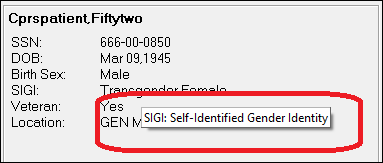 Cprspatient,Fiftytwo
SSN: 666-00-0850
DOB: Mar 09,1945
Birth Sex: Male
SIGI: Transgender Female
Veteran: Yes
SIGI: Self-Identified Gender Identity
Location: GEN M